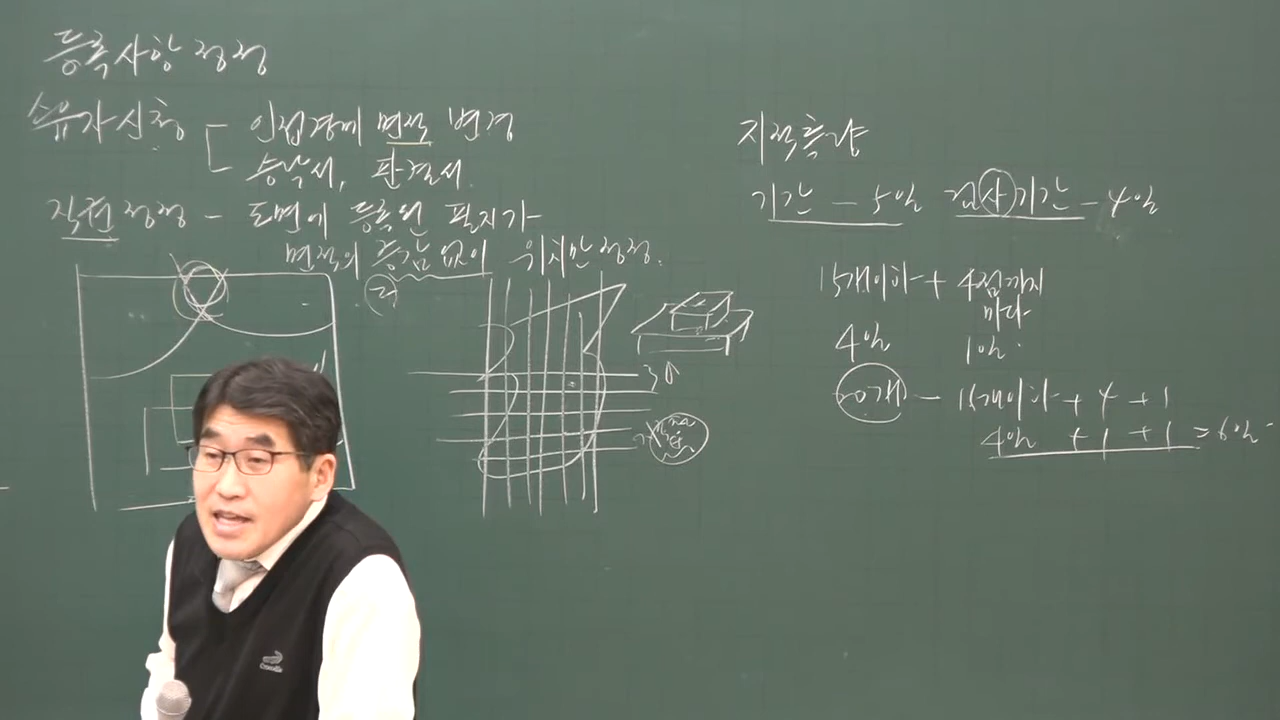 등록사항 정정
소유자신청 - 인접경계 면적 변경
승낙서, 판결서.
직권정정 - 도면에 등록된 필지가
면적의 증감 없이 위치만 정정.
30
지적측량
기간 - 5일 검사기간 - 4일
15개이하 + 4점까지
마다
4일 1일.
20개 - 15개이하 + 4 + 1
4일 + 1 + 1 = 6일
Crocodile